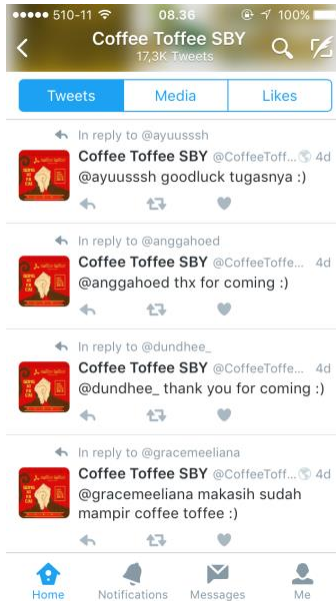 510-11 08.36 100%
Coffee Toffee SBY
17,3K Tweets
Tweets Media Likes
In reply to @ayuusssh
Coffee Toffee SBY @CoffeeToff... 4d
@ayuusssh goodluck tugasnya :)
In reply to @anggahoed
Coffee Toffee SBY @CoffeeToffe... 4d
@anggahoed thx for coming :)
In reply to @dundhee_
Coffee Toffee SBY @CoffeeToffe... 4d
@dundhee_ thank you for coming :)
In reply to @gracemeeliana
Coffee Toffee SBY @CoffeeToff... 4d
@gracemeeliana makasih sudah
mampir coffee toffee :)
Home Notifications Messages Me